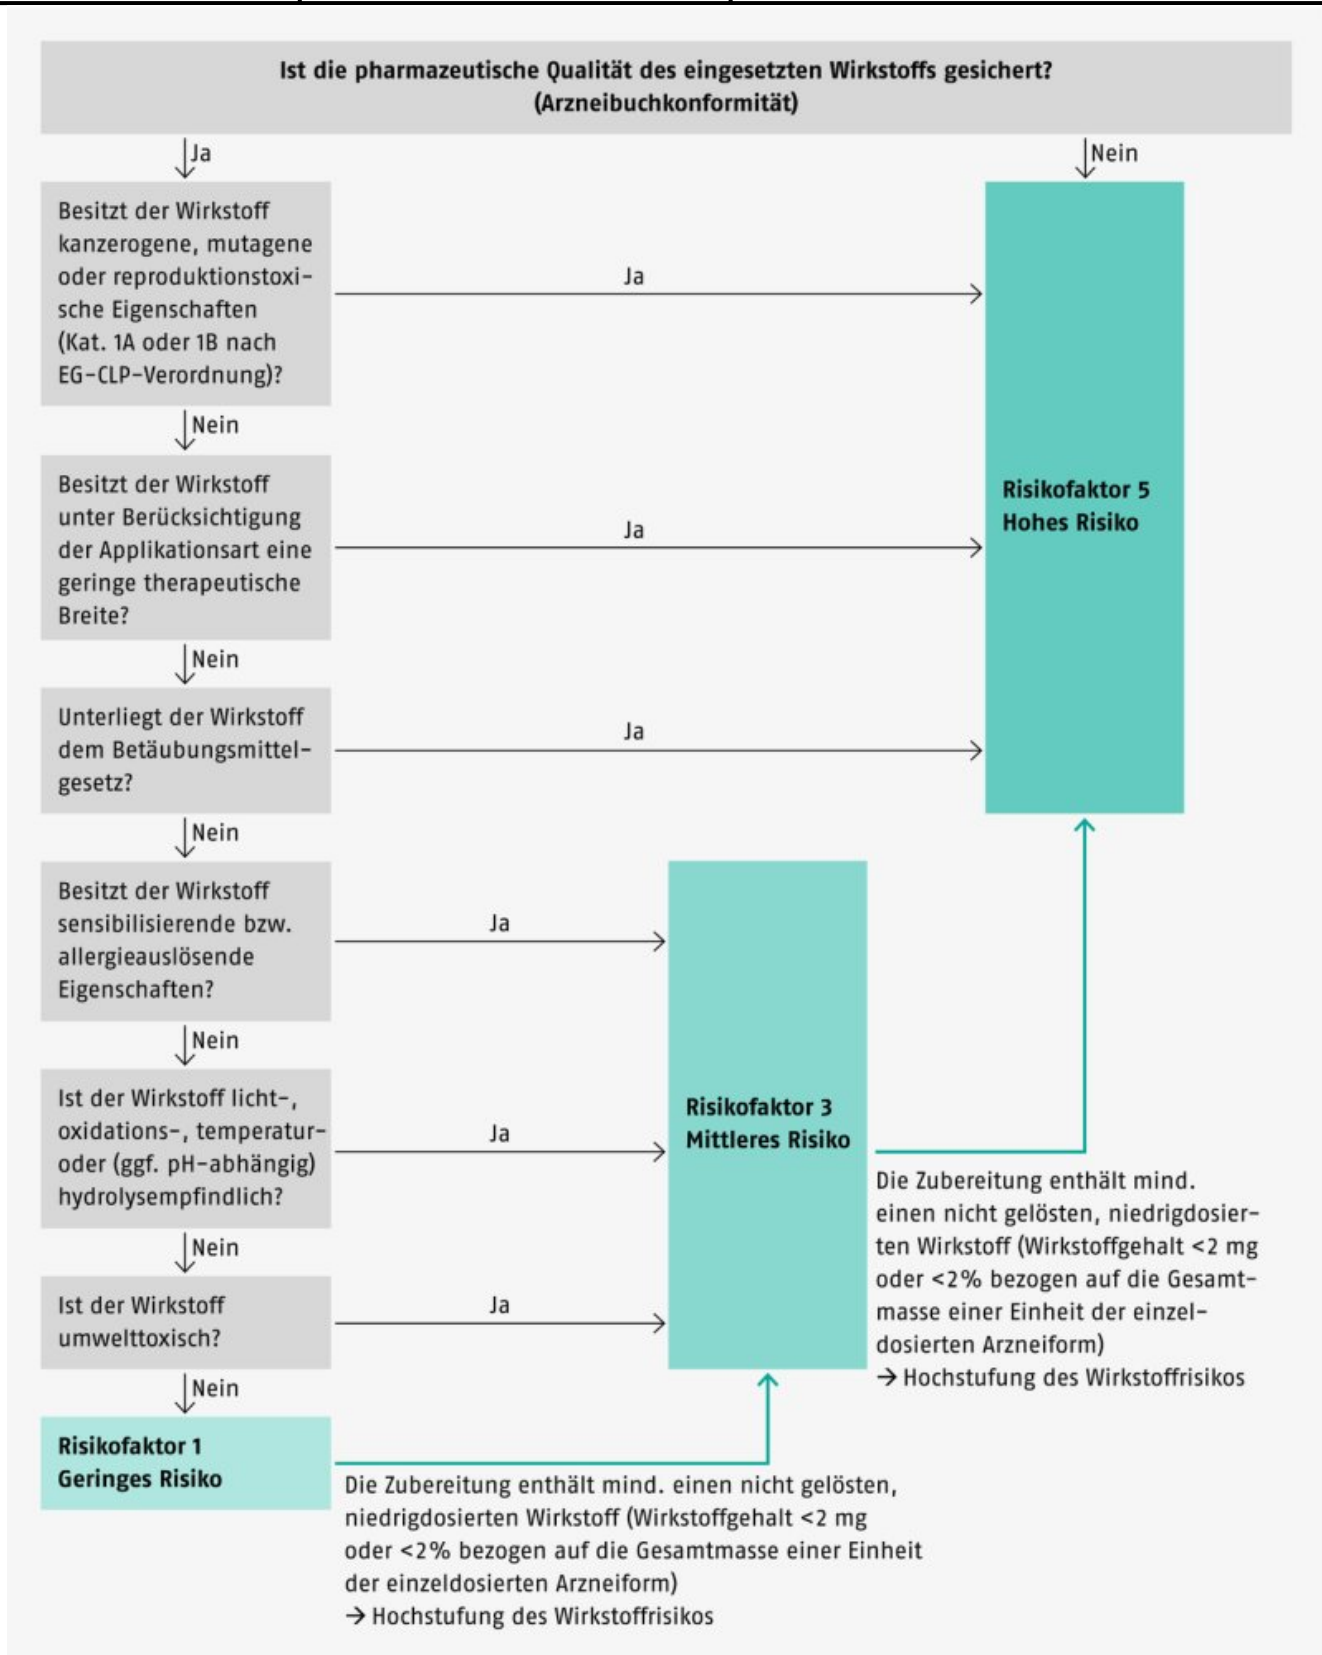 Ist die pharmazeutische Qualität des eingesetzten Wirkstoffs gesichert?
(Arzneibuchkonformität)
Ja
Nein
Besitzt der Wirkstoff
kanzerogene, mutagene
oder reproduktionstoxi-
sche Eigenschaften
(Kat. 1A oder 1B nach
EG-CLP-Verordnung)?
Ja
Nein
Besitzt der Wirkstoff
unter Berücksichtigung
der Applikationsart eine
geringe therapeutische
Breite?
Ja
Risikofaktor 5
Hohes Risiko
Nein
Unterliegt der Wirkstoff
dem Betäubungsmittel-
gesetz?
Ja
Nein
Besitzt der Wirkstoff
sensibilisierende bzw.
allergieauslösende
Eigenschaften?
Ja
Nein
Ist der Wirkstoff licht-,
oxidations-, temperatur-
oder (ggf. pH-abhängig)
hydrolysempfindlich?
Ja
Risikofaktor 3
Mittleres Risiko
Die Zubereitung enthält mind.
einen nicht gelösten, niedrigdosier-
ten Wirkstoff (Wirkstoffgehalt <2 mg
oder <2% bezogen auf die Gesamt-
masse einer Einheit der einzel-
dosierten Arzneiform)
→ Hochstufung des Wirkstoffrisikos
Nein
Ist der Wirkstoff
umwelttoxisch?
Ja
Nein
Risikofaktor 1
Geringes Risiko
Die Zubereitung enthält mind. einen nicht gelösten,
niedrigdosierten Wirkstoff (Wirkstoffgehalt <2 mg
oder <2% bezogen auf die Gesamtmasse einer Einheit
der einzeldosierten Arzneiform)
→ Hochstufung des Wirkstoffrisikos